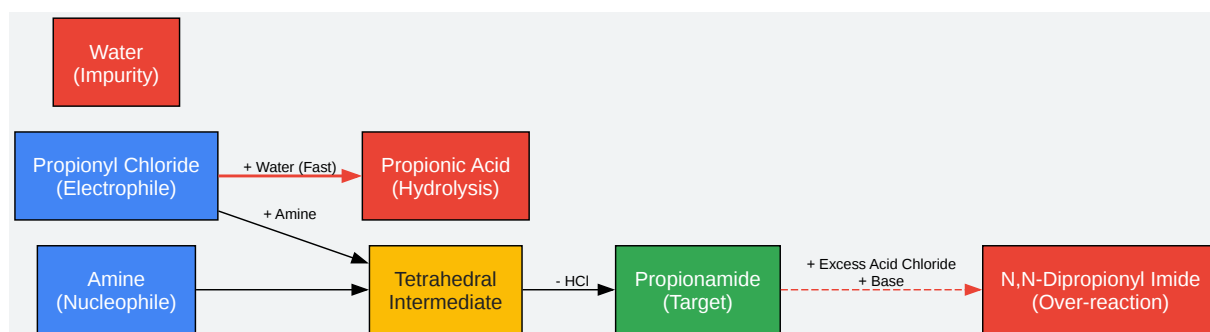 Water
(Impurity)
Propionyl Chloride
(Electrophile)
+ Water (Fast)
Propionic Acid
(Hydrolysis)
+ Amine
Amine
(Nucleophile)
Tetrahedral
Intermediate
- HCl
Propionamide
(Target)
+ Excess Acid Chloride
+ Base
N,N-Dipropionyl Imide
(Over-reaction)